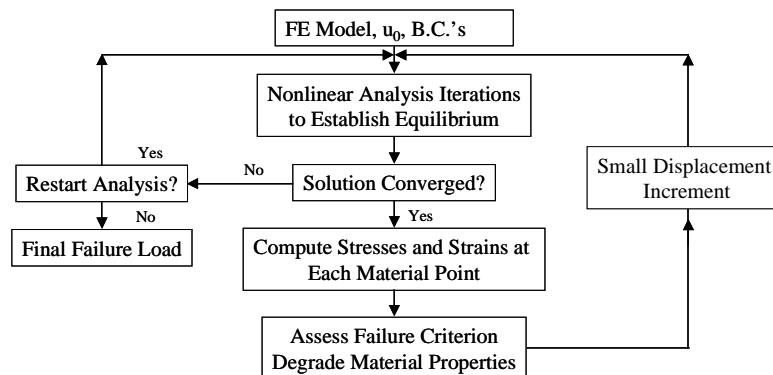 FE Model, u0, B.C.'s
Nonlinear Analysis Iterations
to Establish Equilibrium
Yes
No
Restart Analysis?
Solution Converged?
Small Displacement
Increment
No
Yes
Final Failure Load
Compute Stresses and Strains at
Each Material Point
Assess Failure Criterion
Degrade Material Properties